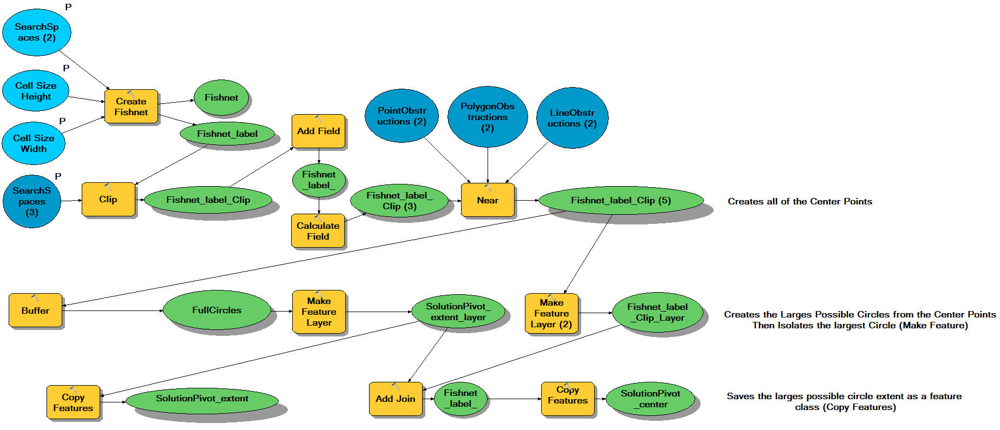 P
SearchSp
aces (2)
P
Cell Size
Height
P
Cell Size
Width
Create
Fishnet
Fishnet
Fishnet_label
P
SearchS
paces
(3)
Clip
Fishnet_label_Clip
Add Field
Fishnet
_label_
Calculate
Field
Fishnet_label_
Clip (3)
PointObstr
uctions (2)
PolygonObs
tructions
(2)
LineObstr
uctions (2)
Near
Fishnet_label_Clip (5)
Creates all of the Center Points
Buffer
FullCircles
Make
Feature
Layer
SolutionPivot_
extent_layer
Make
Feature
Layer (2)
Fishnet_label
_Clip_Layer
Creates the Larges Possible Circles from the Center Points
Then Isolates the largest Circle (Make Feature)
Copy
Features
SolutionPivot_extent
Add Join
Fishnet
_label_
Copy
Features
SolutionPivot
_center
Saves the larges possible circle extent as a feature
class (Copy Features)